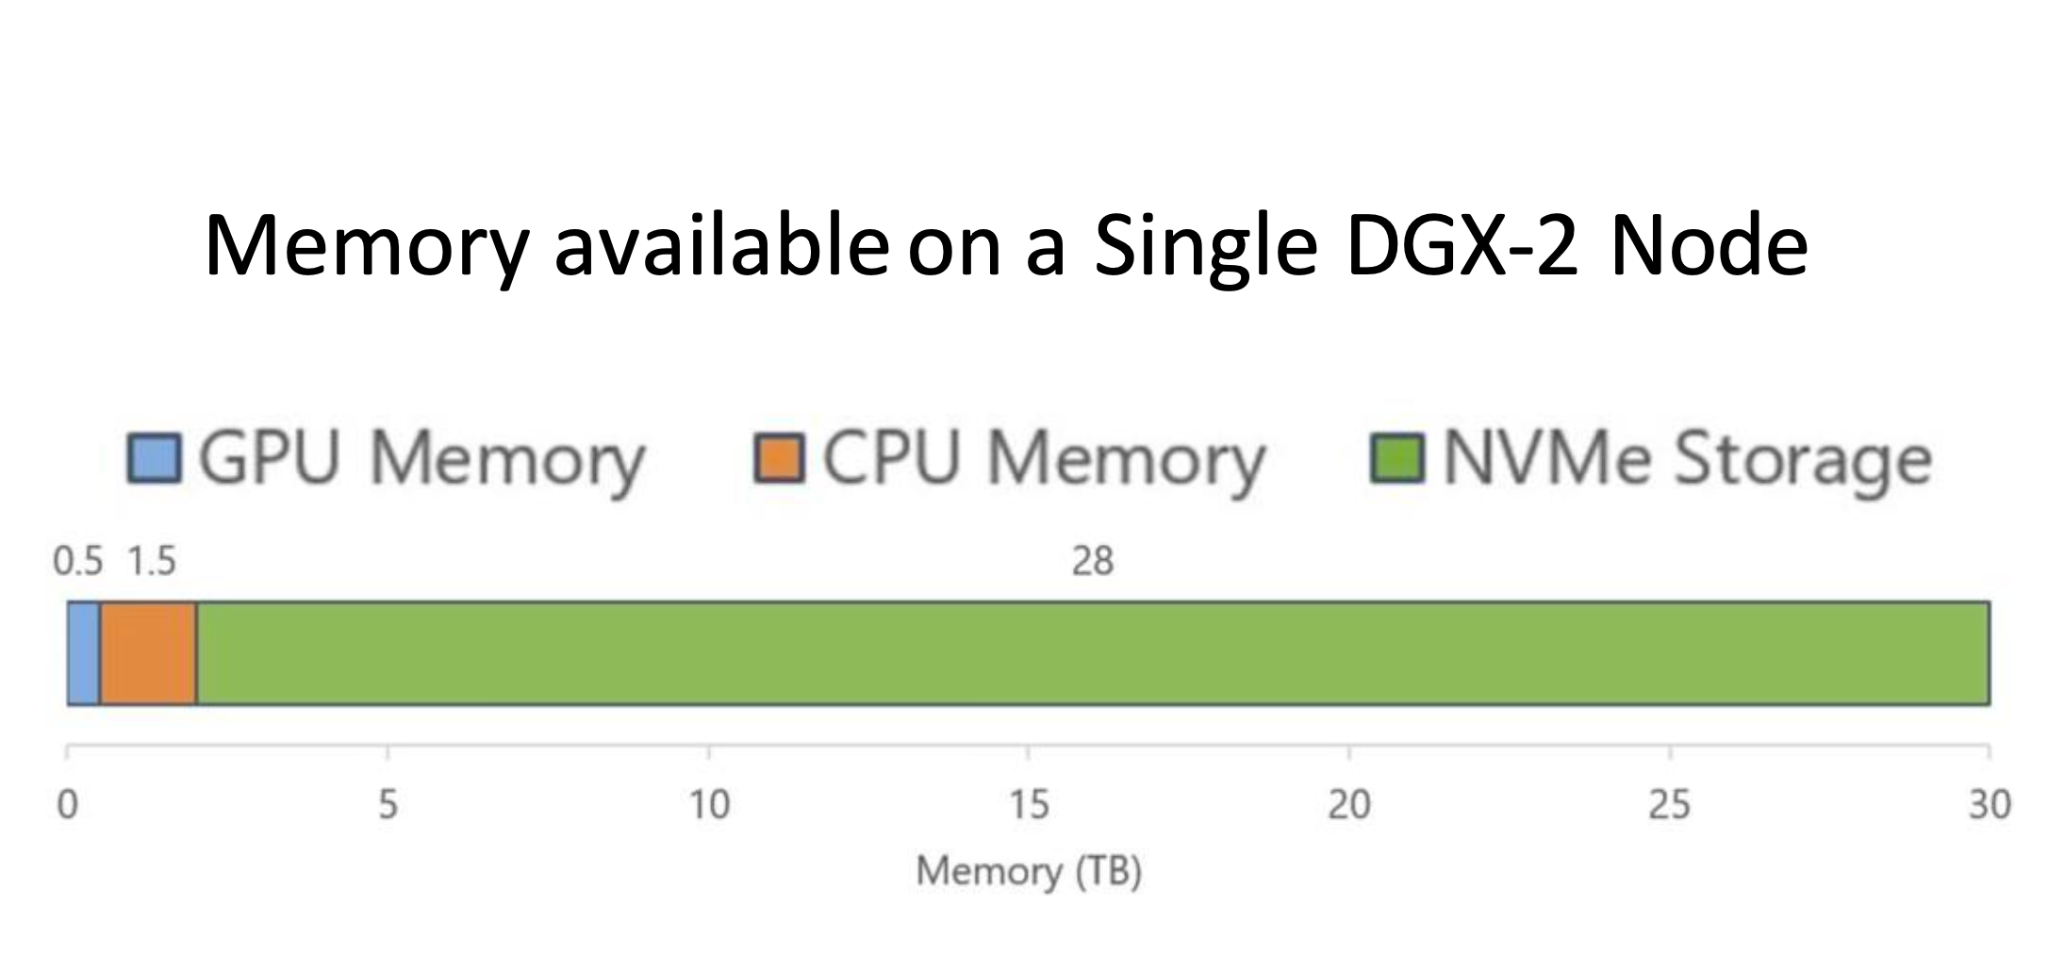 Memory available on a Single DGX-2 Node
GPU Memory CPU Memory NVMe Storage
0.5 1.5 28
0 5 10 15 20 25 30
Memory (TB)